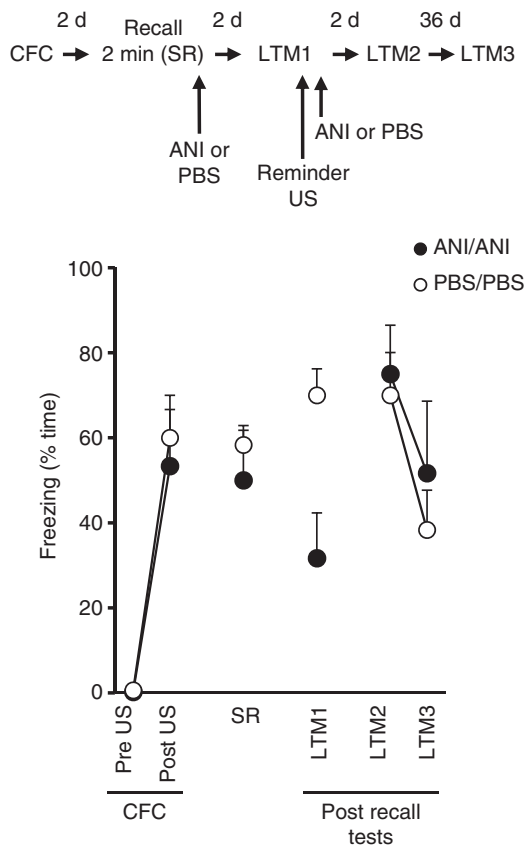 2 d
Recall
2 d
2 d
36 d
CFC
2 min (SR)
LTM1
LTM2
LTM3
ANI or
PBS
Reminder
US
ANI or PBS
ANI/ANI
PBS/PBS
100
80
60
40
20
0
Freezing (% time)
Pre US
Post US
SR
LTM1
LTM2
LTM3
CFC
Post recall
tests